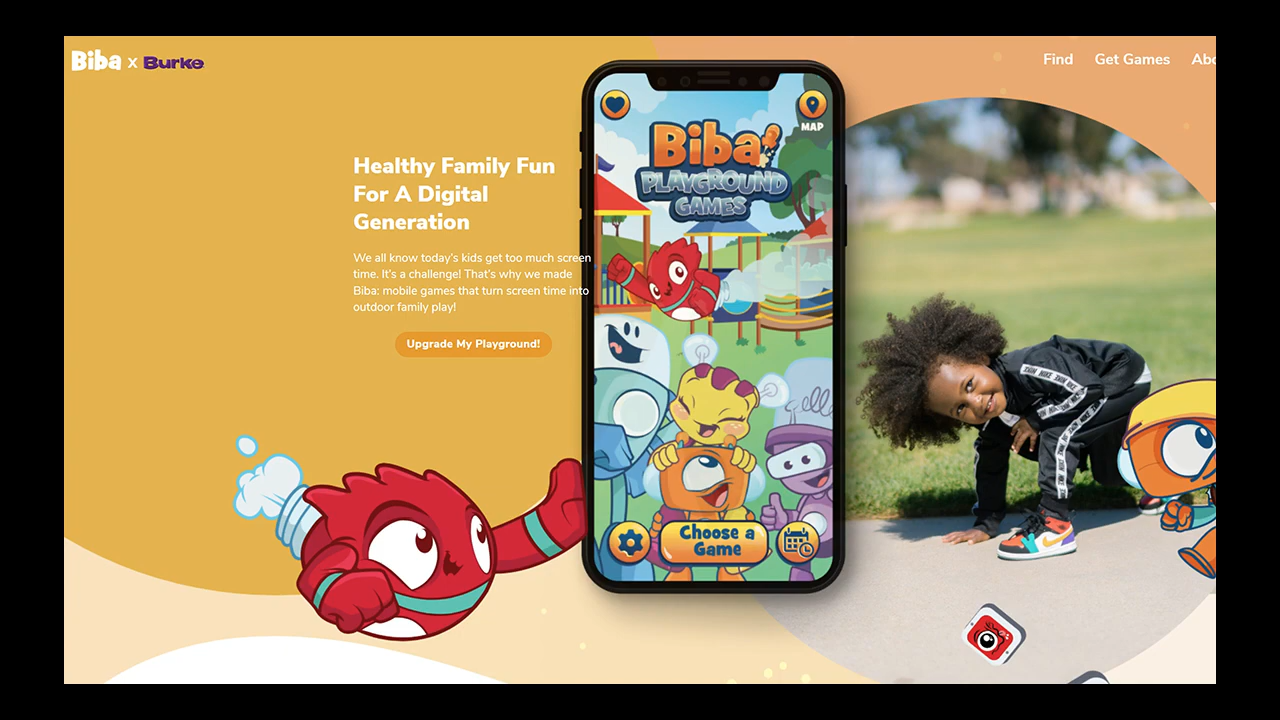 Biba x Burke
Find Get Games Abo
MAP
Biba
PLAYGROUND
GAMES
Healthy Family Fun
For A Digital
Generation
We all know today's kids get too much screen
time. It's a challenge! That's why we made
Biba: mobile games that turn screen time into
outdoor family play!
Upgrade My Playground!
Choose a
Game